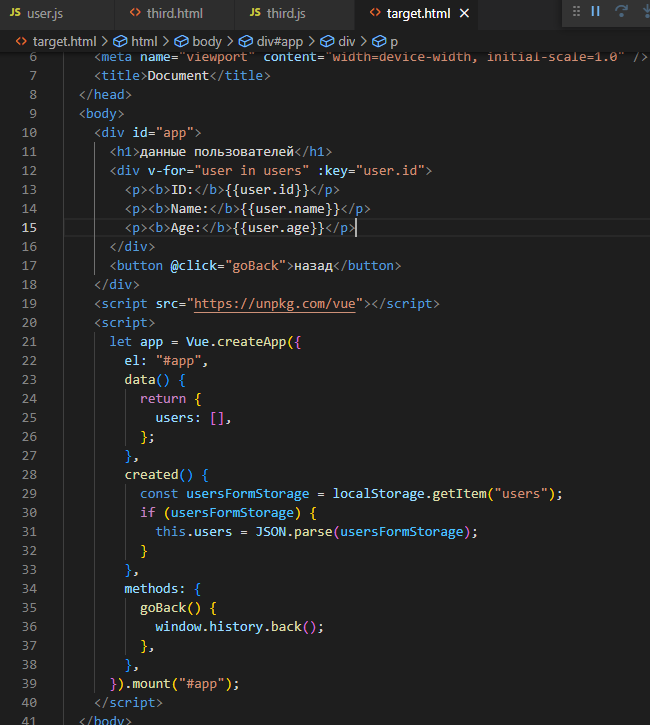 JS user.js
<> third.html
JS third.js
<> target.html
<> target.html > html > body > div#app > div > p
6 <meta name="viewport" content="width=device-width, initial-scale=1.0" />
7 <title>Document</title>
8 </head>
9 <body>
10 <div id="app">
11 <h1>данные пользователей</h1>
12 <div v-for="user in users" :key="user.id">
13 <p><b>ID:</b>{{user.id}}</p>
14 <p><b>Name:</b>{{user.name}}</p>
15 <p><b>Age:</b>{{user.age}}</p>
16 </div>
17 <button @click="goBack">назад</button>
18 </div>
19 <script src="https://unpkg.com/vue"></script>
20 <script>
21 let app = Vue.createApp({
22 el: "#app",
23 data() {
24 return {
25 users: [],
26 };
27 },
28 created() {
29 const usersFormStorage = localStorage.getItem("users");
30 if (usersFormStorage) {
31 this.users = JSON.parse(usersFormStorage);
32 }
33 },
34 methods: {
35 goBack() {
36 window.history.back();
37 },
38 },
39 }).mount("#app");
40 </script>
41 </body>